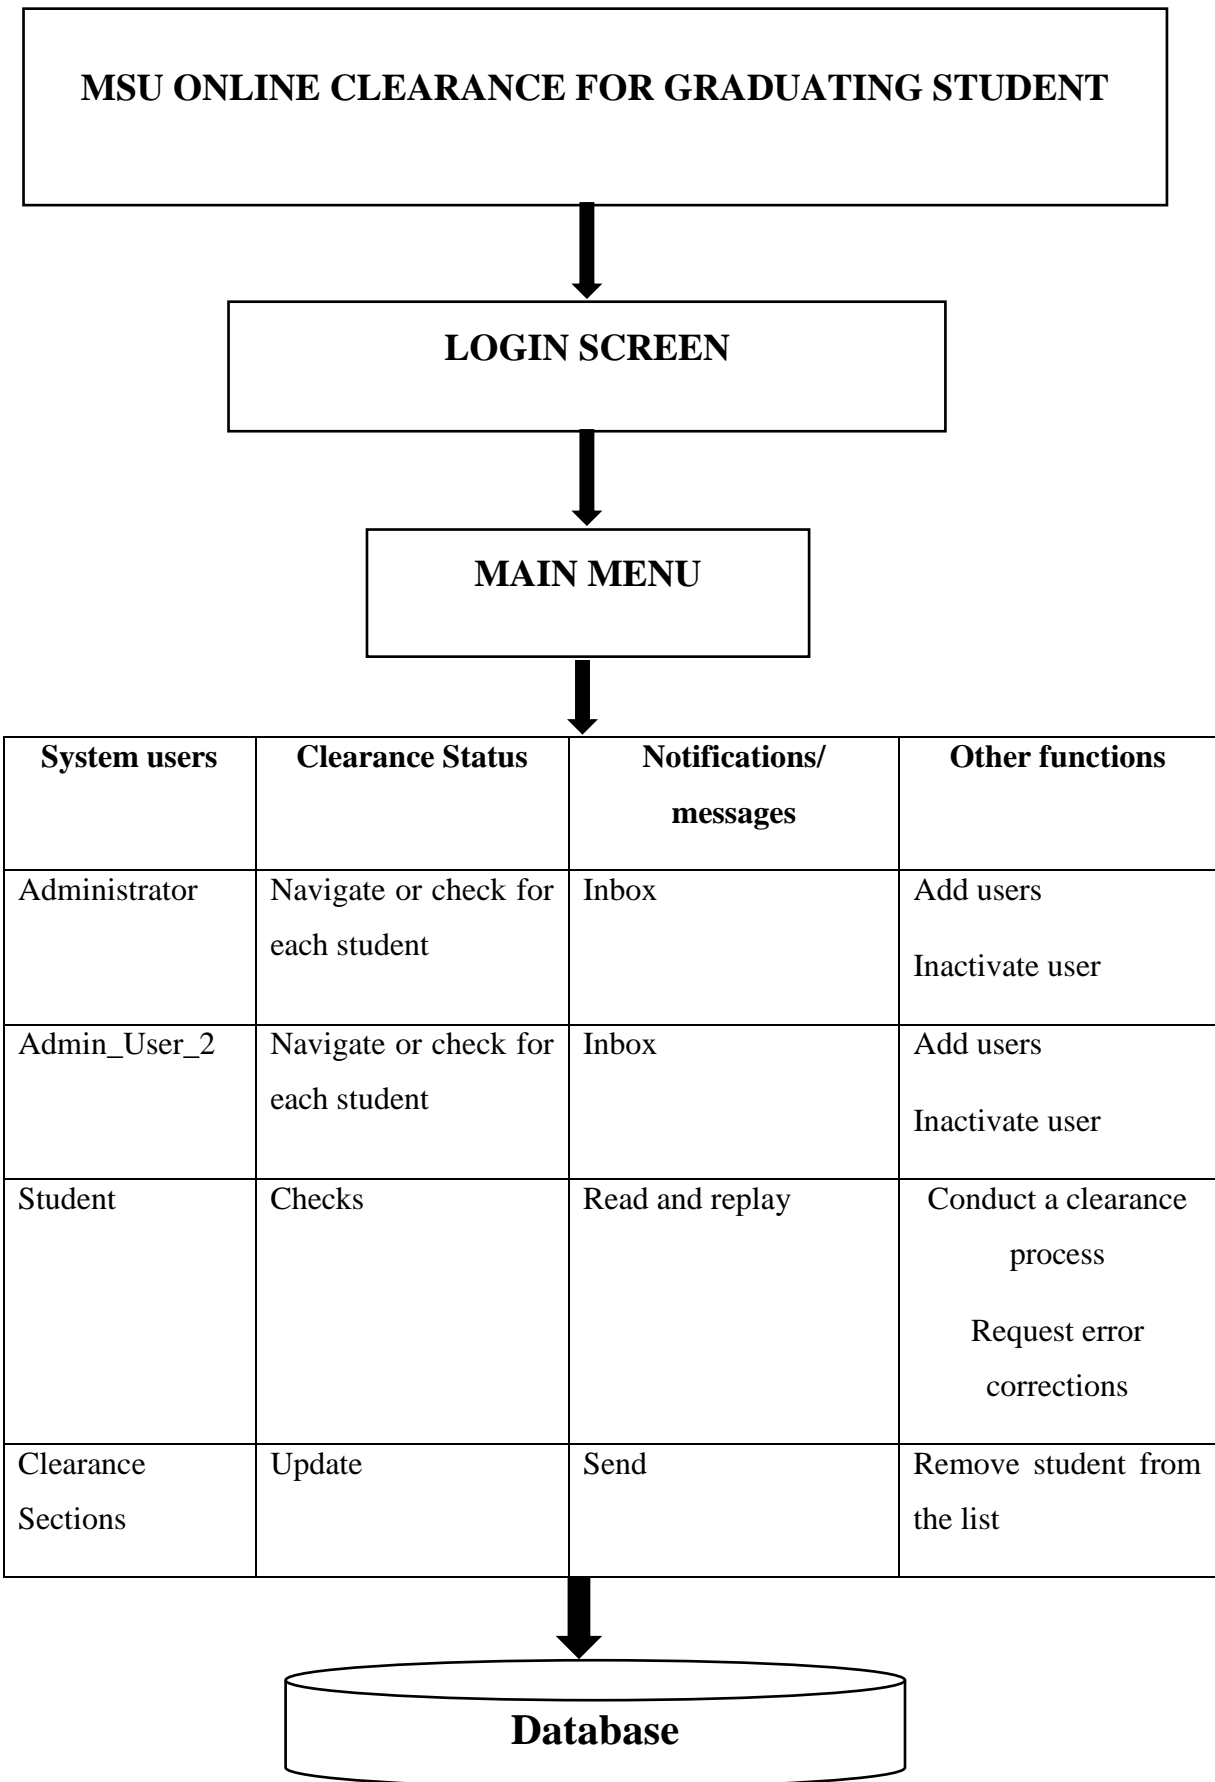 MSU ONLINE CLEARANCE FOR GRADUATING STUDENT
LOGIN SCREEN
MAIN MENU
System users
Clearance Status
Notifications/
messages
Other functions
Administrator
Navigate or check for
each student
Inbox
Add users
Inactivate user
Admin_User_2
Navigate or check for
each student
Inbox
Add users
Inactivate user
Student
Checks
Read and replay
Conduct a clearance
process
Request error
corrections
Clearance
Sections
Update
Send
Remove student from
the list
Database